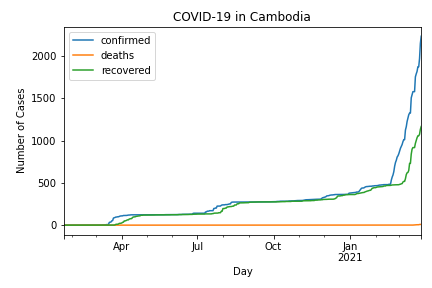 COVID-19 in Cambodia
confirmed
deaths
recovered
Number of Cases
2000
1500
1000
500
0
Apr
Jul
Oct
Jan
2021
Day